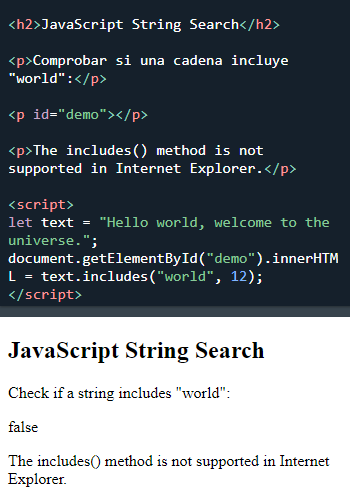 <h2>JavaScript String Search</h2>
<p>Comprobar si una cadena incluye
"world":</p>
<p id="demo"></p>
<p>The includes() method is not
supported in Internet Explorer.</p>
<script>
let text = "Hello world, welcome to the
universe.";
document.getElementById("demo").innerHTM
L = text.includes("world", 12);
</script>
JavaScript String Search
Check if a string includes "world":
false
The includes() method is not supported in Internet
Explorer.